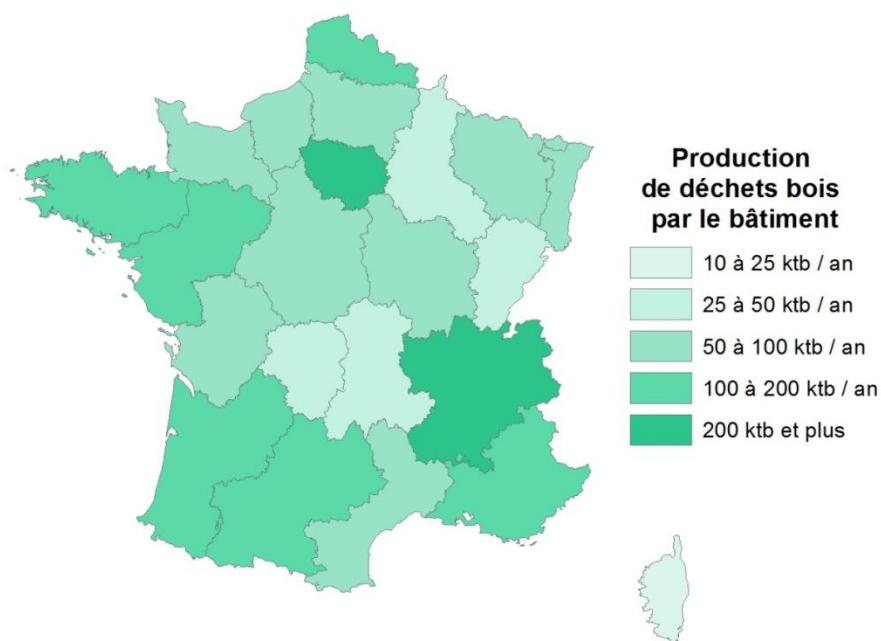 Production
de déchets bois
par le bâtiment
10 à 25 ktb / an
25 à 50 ktb / an
50 à 100 ktb / an
100 à 200 ktb / an
200 ktb et plus